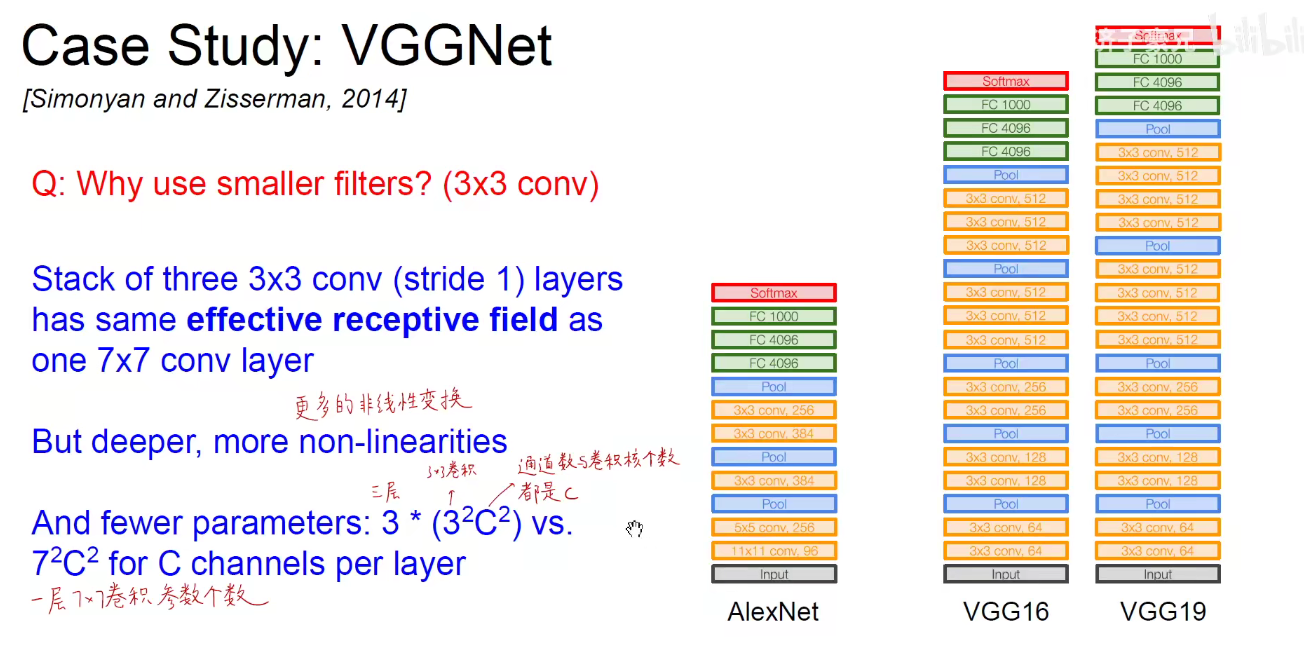 Case Study: VGGNet
[Simonyan and Zisserman, 2014]
Q: Why use smaller filters? (3x3 conv)
Stack of three 3x3 conv (stride 1) layers
has same effective receptive field as
one 7x7 conv layer
更多的非线性变换
But deeper, more non-linearities
3x3卷积
通道数与卷积核个数
三层
都是C
And fewer parameters: 3 * (3²C²) vs.
7²C² for C channels per layer
一层7×7卷积参数个数
Softmax
FC 1000
FC 4096
FC 4096
Pool
3x3 conv, 256
3x3 conv, 384
Pool
3x3 conv, 384
Pool
5x5 conv, 256
11x11 conv, 96
Input
AlexNet
Softmax
FC 1000
FC 4096
FC 4096
Pool
3x3 conv, 512
3x3 conv, 512
3x3 conv, 512
Pool
3x3 conv, 512
3x3 conv, 512
3x3 conv, 512
Pool
3x3 conv, 256
3x3 conv, 256
Pool
3x3 conv, 128
3x3 conv, 128
Pool
3x3 conv, 64
3x3 conv, 64
Input
VGG16
bilibili
Softmax
FC 1000
FC 4096
FC 4096
Pool
3x3 conv, 512
3x3 conv, 512
3x3 conv, 512
3x3 conv, 512
Pool
3x3 conv, 512
3x3 conv, 512
3x3 conv, 512
3x3 conv, 512
Pool
3x3 conv, 256
3x3 conv, 256
Pool
3x3 conv, 128
3x3 conv, 128
Pool
3x3 conv, 64
3x3 conv, 64
Input
VGG19